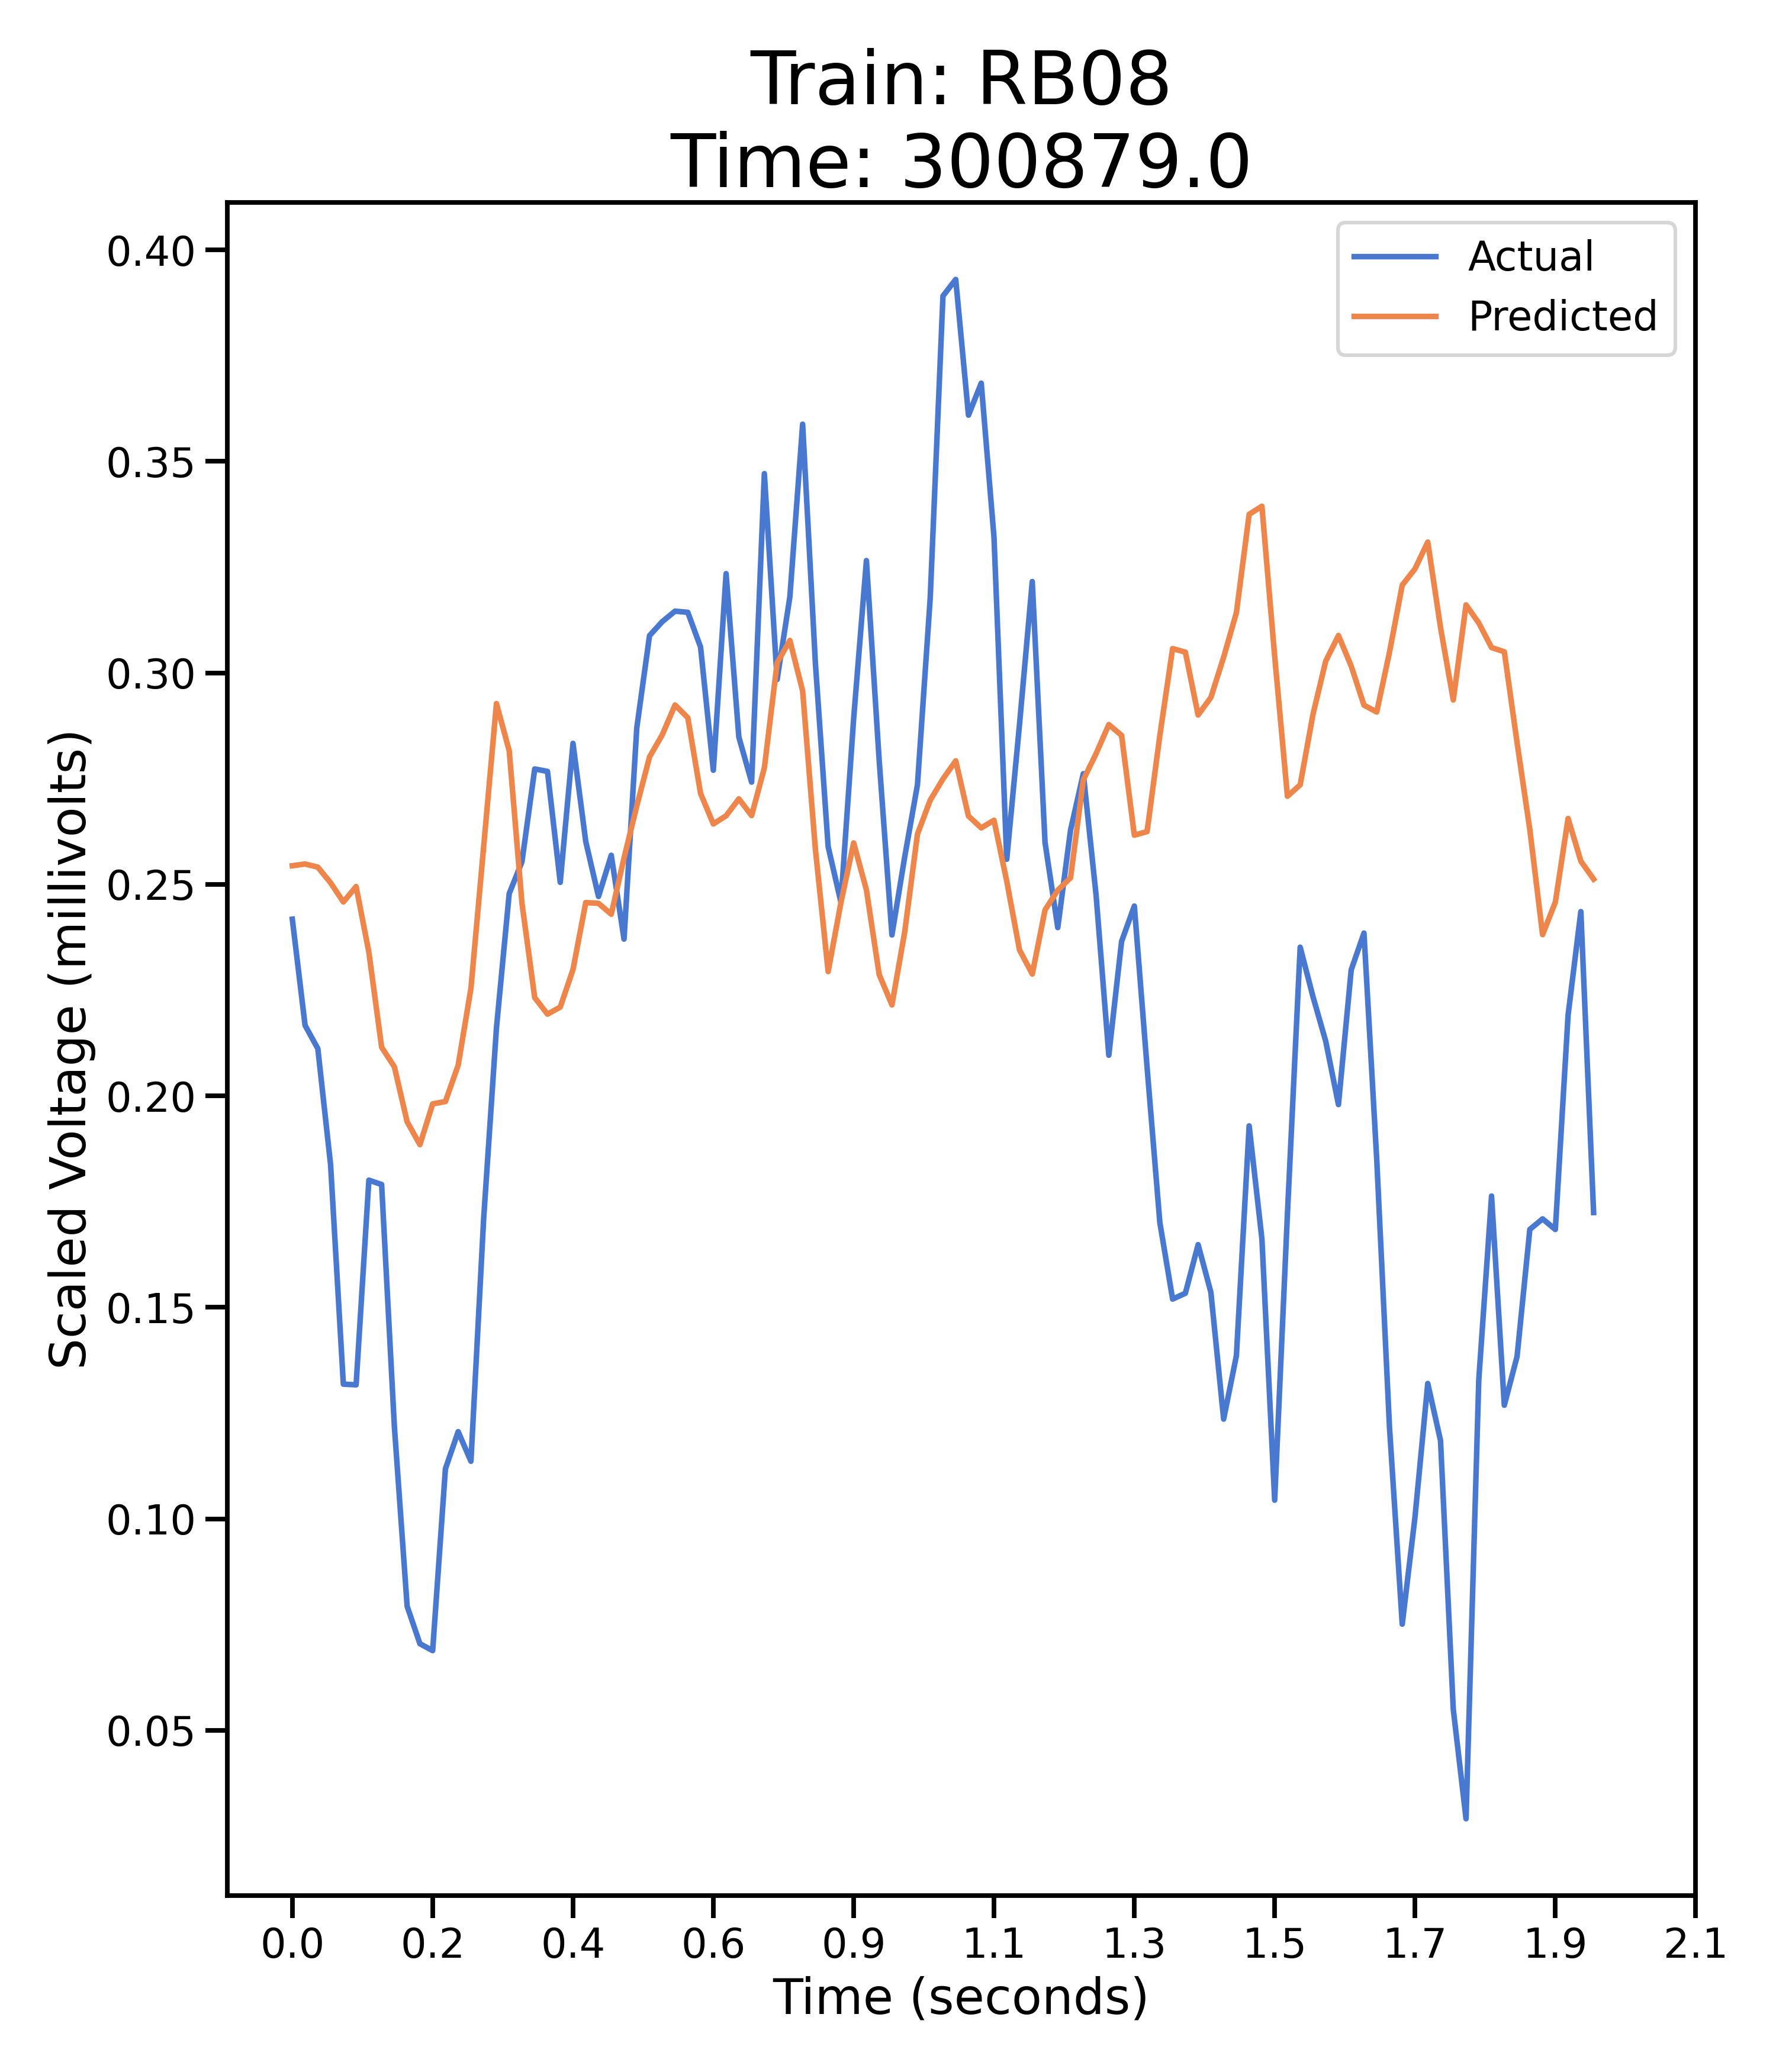 Train: RB08
Time: 300879.0
Actual
Predicted
0.40
0.35
0.30
0.25
0.20
0.15
0.10
0.05
Scaled Voltage (millivolts)
0.0 0.2 0.4 0.6 0.9 1.1 1.3 1.5 1.7 1.9 2.1
Time (seconds)